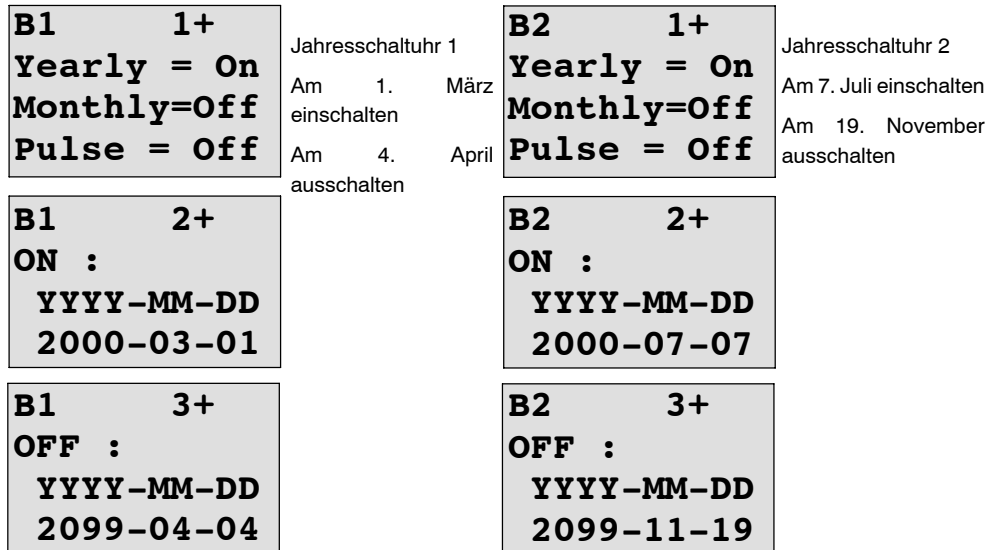 B1 1+
Yearly = On
Monthly=Off
Pulse = Off
Jahresschaltuhr 1
Am 1. März
einschalten
Am 4. April
ausschalten
B2 1+
Yearly = On
Monthly=Off
Pulse = Off
Jahresschaltuhr 2
Am 7. Juli einschalten
Am 19. November
ausschalten
B1 2+
ON :
YYYY-MM-DD
2000-03-01
B2 2+
ON :
YYYY-MM-DD
2000-07-07
B1 3+
OFF :
YYYY-MM-DD
2099-04-04
B2 3+
OFF :
YYYY-MM-DD
2099-11-19